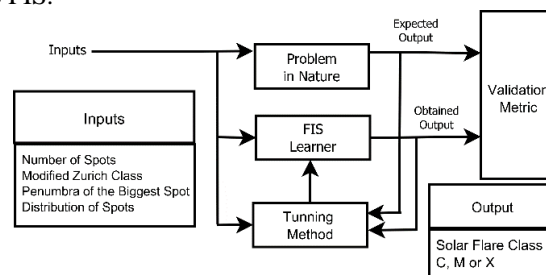 FIS.
Expected
Output
Inputs
Problem
in Nature
Validation
Metric
Obtained
Output
Inputs
FIS
Learner
Number of Spots
Modified Zurich Class
Penumbra of the Biggest Spot
Distribution of Spots
Tunning
Method
Output
Solar Flare Class
C, M or X